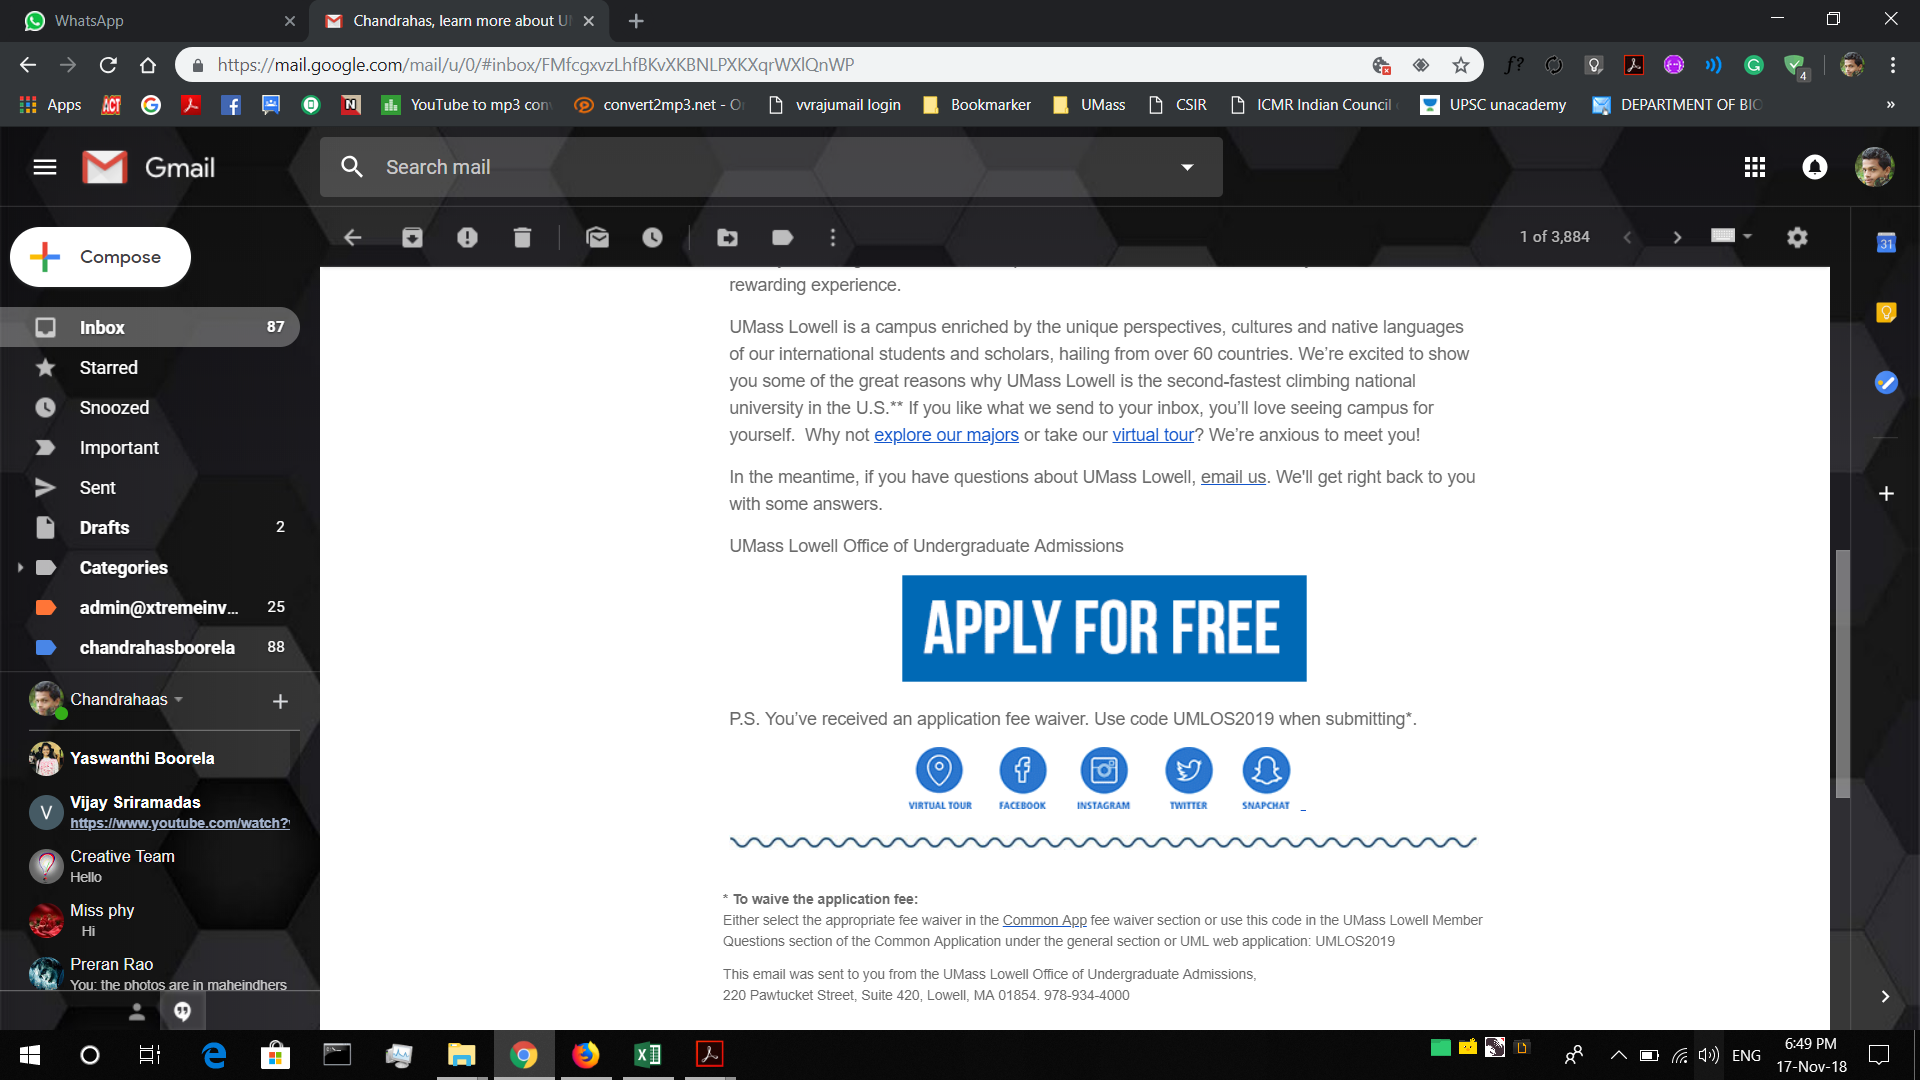 WhatsApp
Chandrahas, learn more about U
https://mail.google.com/mail/u/0/#inbox/FMfcgxvzLhfBKvXKBNLPXKXqrWXlQnWP
f?
4
Apps
ACT
YouTube to mp3 con
convert2mp3.net - O
vvrajumail login
Bookmarker
UMass
CSIR
ICMR Indian Council
UPSC unacademy
DEPARTMENT OF BIO
»
Gmail
Search mail
Compose
1 of 3,884
31
Inbox 87
Starred
Snoozed
Important
Sent
Drafts 2
Categories
admin@xtremeinv... 25
chandrahasboorela 88
Chandrahaas
Yaswanthi Boorela
V
Vijay Sriramadas
https://www.youtube.com/watch?
Creative Team
Hello
Miss phy
Hi
Preran Rao
You: the photos are in maheindhers
rewarding experience.
UMass Lowell is a campus enriched by the unique perspectives, cultures and native languages
of our international students and scholars, hailing from over 60 countries. We’re excited to show
you some of the great reasons why UMass Lowell is the second-fastest climbing national
university in the U.S.** If you like what we send to your inbox, you’ll love seeing campus for
yourself.  Why not explore our majors or take our virtual tour? We’re anxious to meet you!
In the meantime, if you have questions about UMass Lowell, email us. We'll get right back to you
with some answers.
UMass Lowell Office of Undergraduate Admissions
APPLY FOR FREE
P.S. You’ve received an application fee waiver. Use code UMLOS2019 when submitting*.
VIRTUAL TOUR FACEBOOK INSTAGRAM TWITTER SNAPCHAT
* To waive the application fee:
Either select the appropriate fee waiver in the Common App fee waiver section or use this code in the UMass Lowell Member
Questions section of the Common Application under the general section or UML web application: UMLOS2019
This email was sent to you from the UMass Lowell Office of Undergraduate Admissions,
220 Pawtucket Street, Suite 420, Lowell, MA 01854. 978-934-4000
ENG
6:49 PM
17-Nov-18